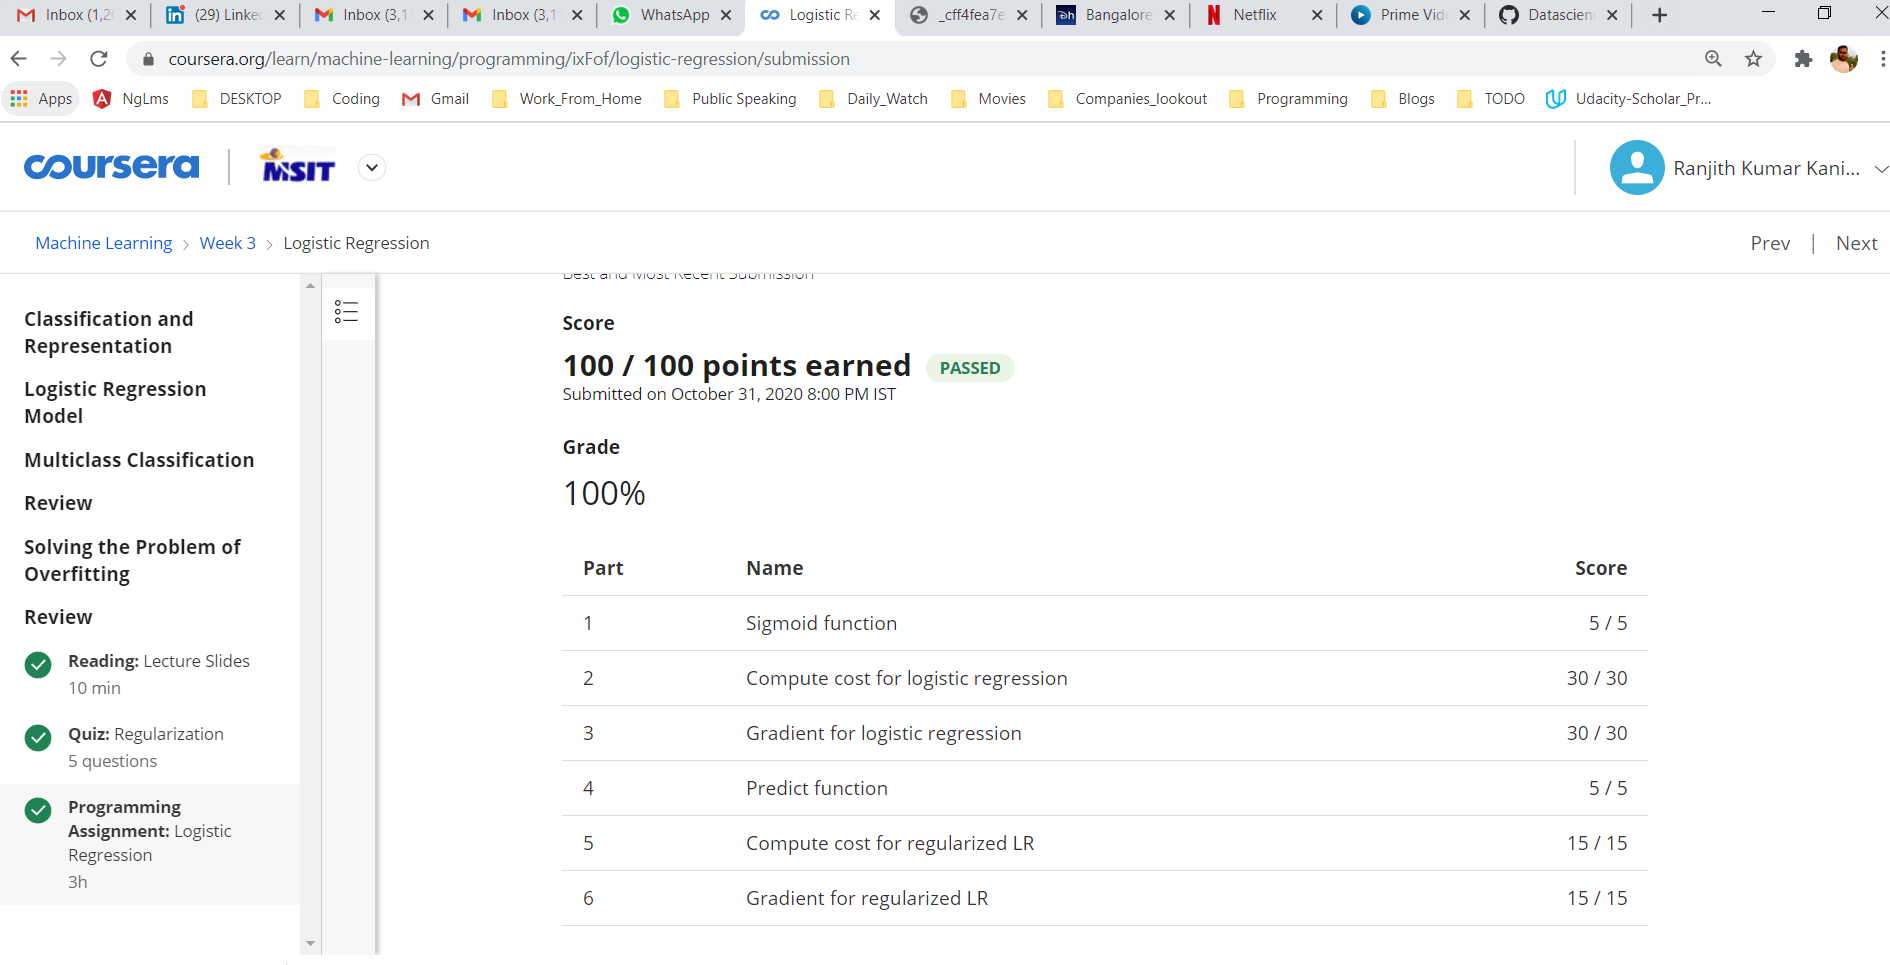 Inbox (1,2
(29) Linke
Inbox (3,1
Inbox (3,1
WhatsApp
Logistic Re
_cff4fea7e
Bangalore
Netflix
Prime Vid
Datascien
coursera.org/learn/machine-learning/programming/ixFof/logistic-regression/submission
Apps
NgLms
DESKTOP
Coding
Gmail
Work_From_Home
Public Speaking
Daily_Watch
Movies
Companies_lookout
Programming
Blogs
TODO
Udacity-Scholar_Pr...
coursera
MSIT
Ranjith Kumar Kani...
Machine Learning > Week 3 > Logistic Regression
Prev | Next
Classification and
Representation
Logistic Regression
Model
Multiclass Classification
Review
Solving the Problem of
Overfitting
Review
Reading: Lecture Slides
10 min
Quiz: Regularization
5 questions
Programming
Assignment: Logistic
Regression
3h
Best and Most Recent Submission
Score
100 / 100 points earned PASSED
Submitted on October 31, 2020 8:00 PM IST
Grade
100%
Part Name Score
1 Sigmoid function 5 / 5
2 Compute cost for logistic regression 30 / 30
3 Gradient for logistic regression 30 / 30
4 Predict function 5 / 5
5 Compute cost for regularized LR 15 / 15
6 Gradient for regularized LR 15 / 15